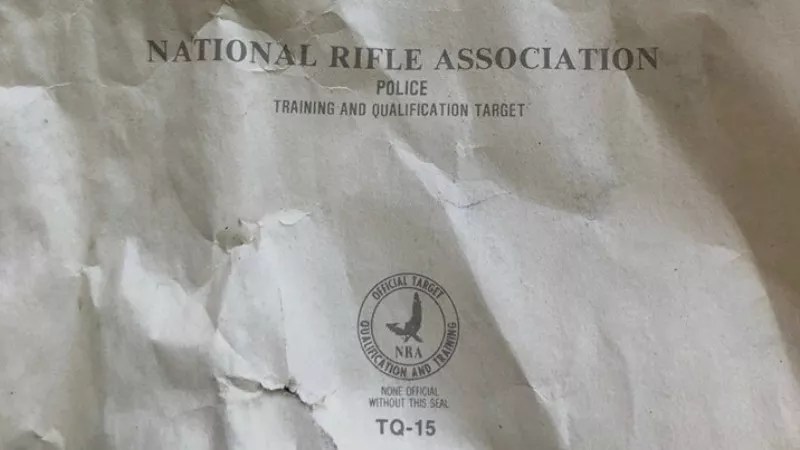 NATIONAL RIFLE ASSOCIATION
POLICE
TRAINING AND QUALIFICATION TARGET
OFFICIAL TARGET
QUALIFICATION AND TRAINING
NRA
NONE OFFICIAL
WITHOUT THIS SEAL
TQ-15